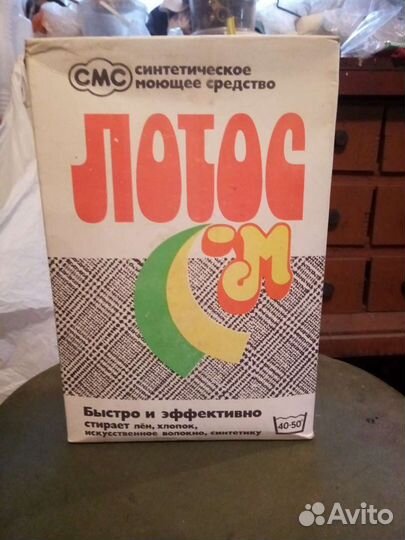 СМС синтетическое
моющее средство
ЛОТОС
-М
Быстро и эффективно
стирает лён, хлопок,
искусственное волокно, синтетику
40-50°
Avito